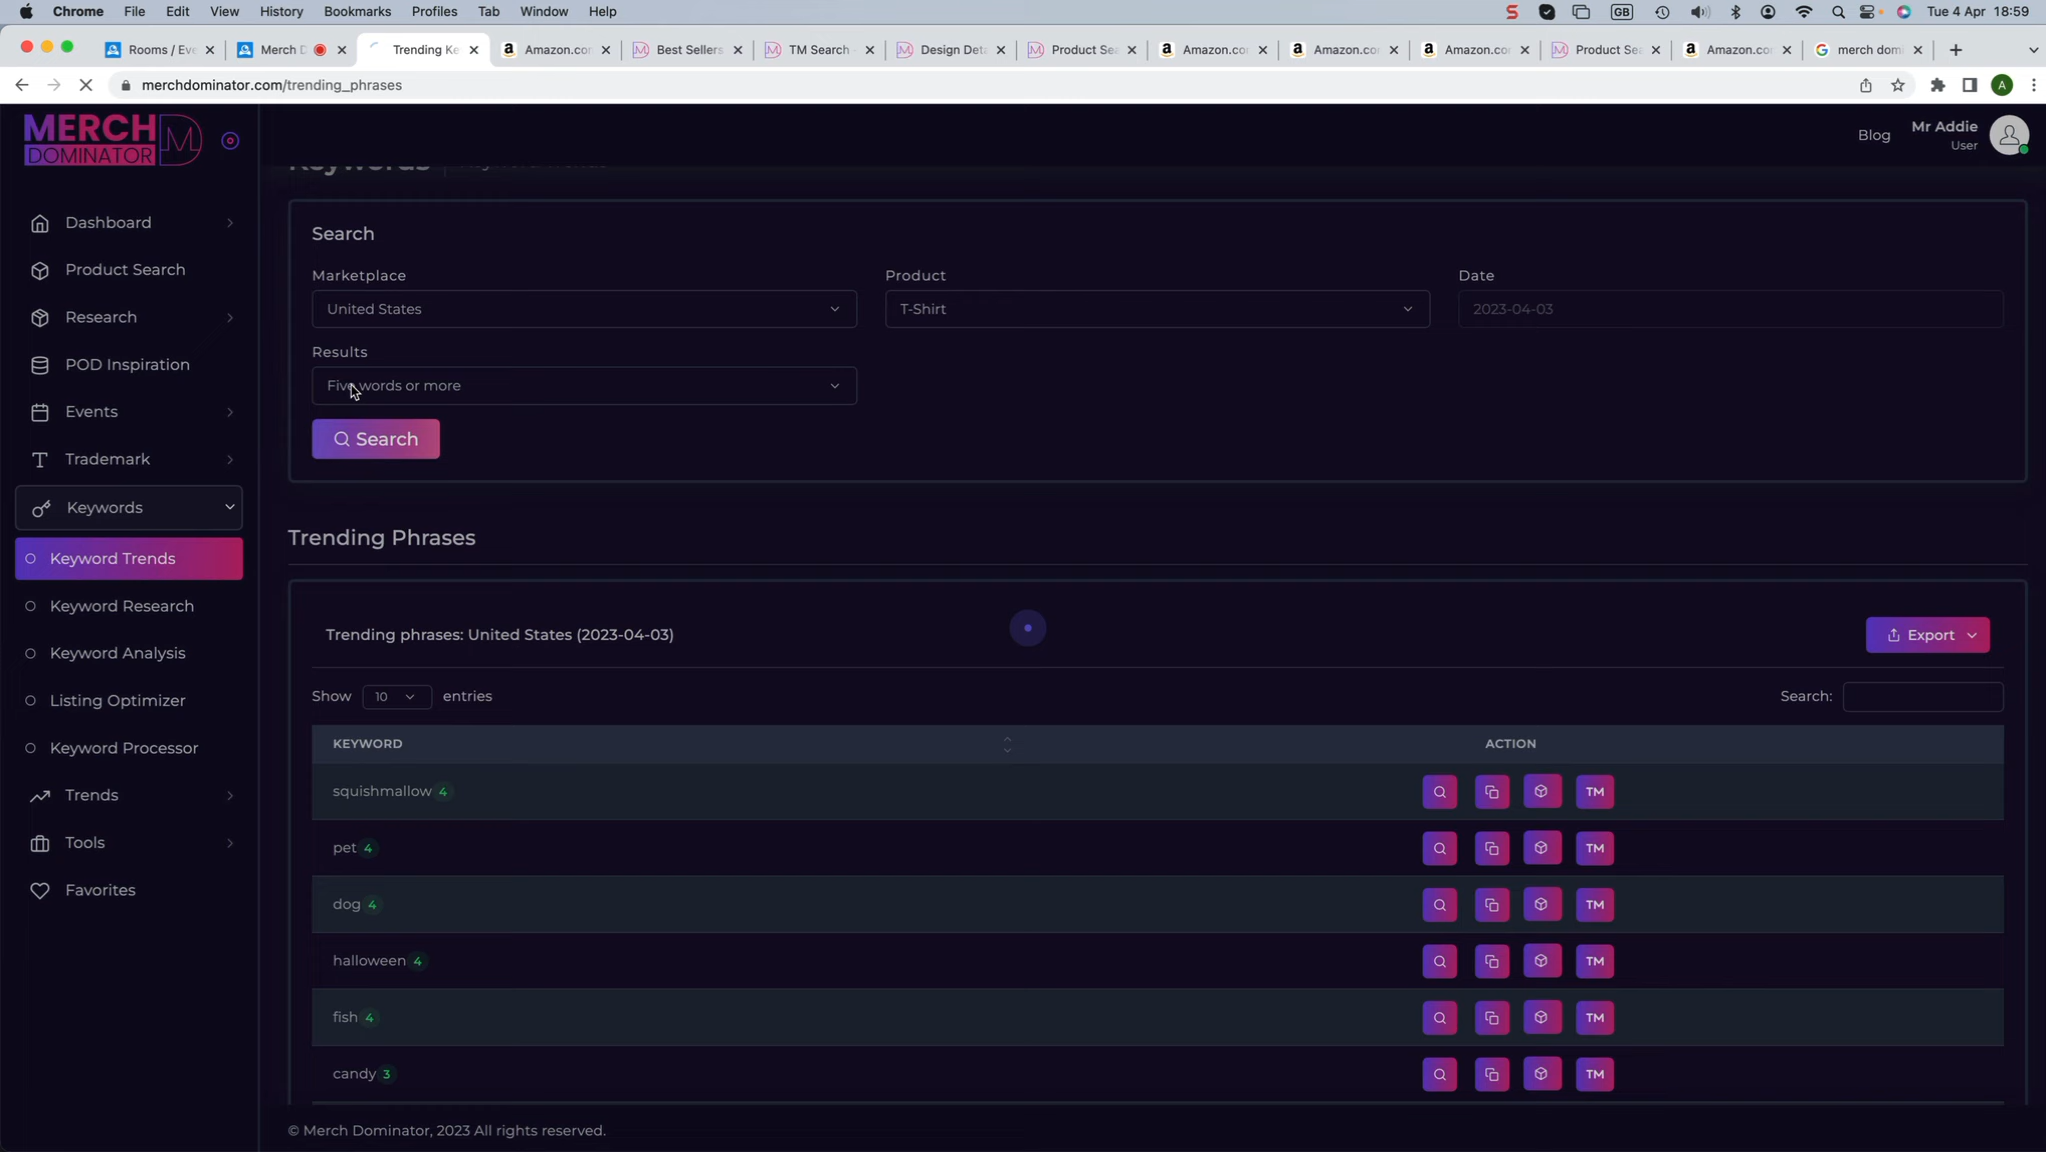 Chrome File Edit View History Bookmarks Profiles Tab Window Help GB Tue 4 Apr 18:59
Rooms / Eve Merch D Trending Ke Amazon.co Best Sellers TM Search Design Deta Product Sea Amazon.co Amazon.co Amazon.co Product Sea Amazon.co merch dom
merchdominator.com/trending_phrases A
MERCH DOMINATOR
Blog Mr Addie
User
Keywords
Dashboard
Product Search
Research
POD Inspiration
Events
Trademark
Keywords
Keyword Trends
Keyword Research
Keyword Analysis
Listing Optimizer
Keyword Processor
Trends
Tools
Favorites
Search
Marketplace Product Date
United States T-Shirt 2023-04-03
Results
Five words or more
Search
Trending Phrases
Trending phrases: United States (2023-04-03) Export
Show 10 entries Search:
KEYWORD ACTION
squishmallow 4 TM
pet 4 TM
dog 4 TM
halloween 4 TM
fish 4 TM
candy 3 TM
© Merch Dominator, 2023 All rights reserved.